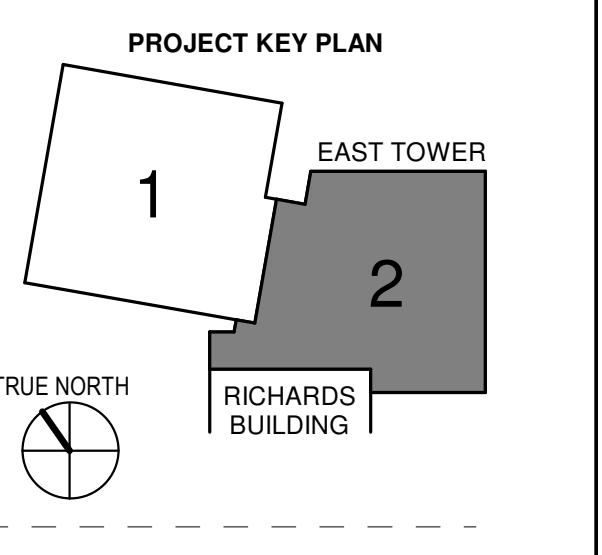 PROJECT KEY PLAN
EAST TOWER
1
2
TRUE NORTH
RICHARDS
BUILDING